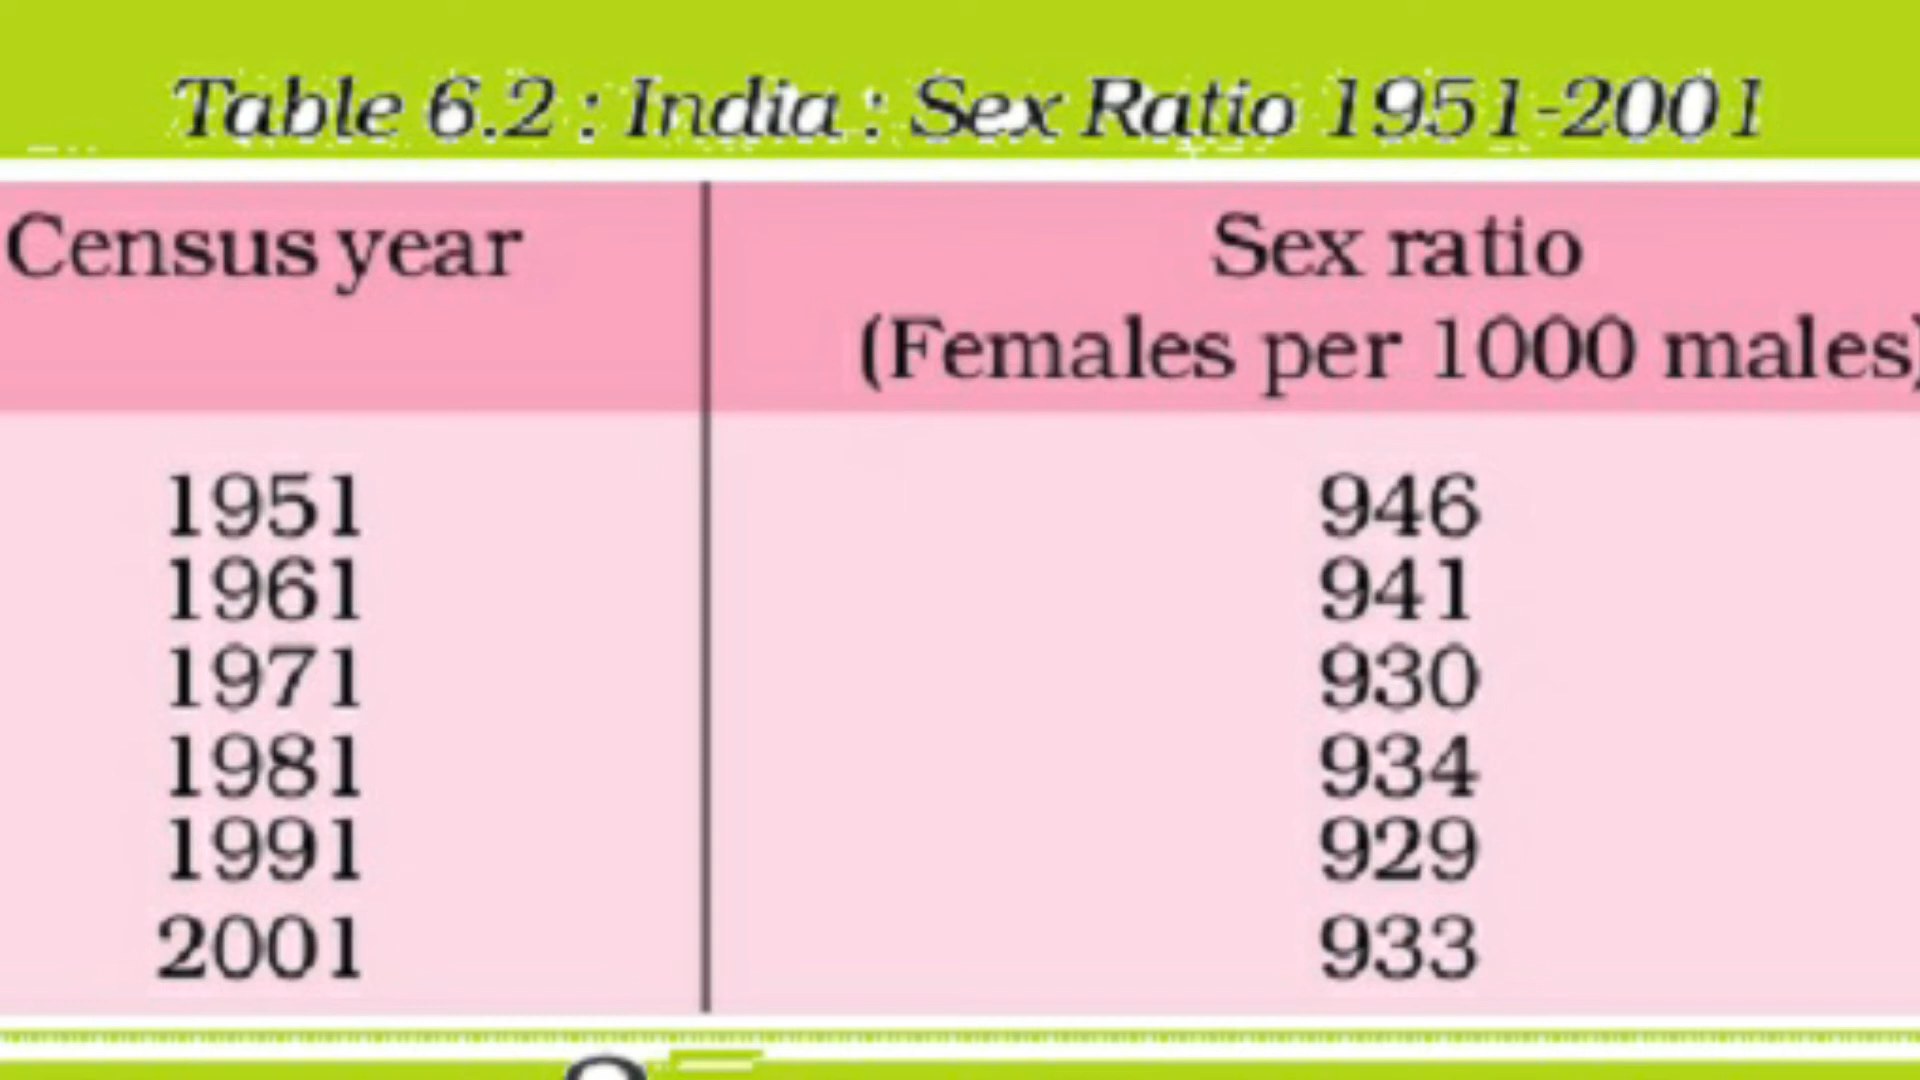 Table 6.2 : India : Sex Ratio 1951-2001
Census year Sex ratio
(Females per 1000 males)
1951 946
1961 941
1971 930
1981 934
1991 929
2001 933